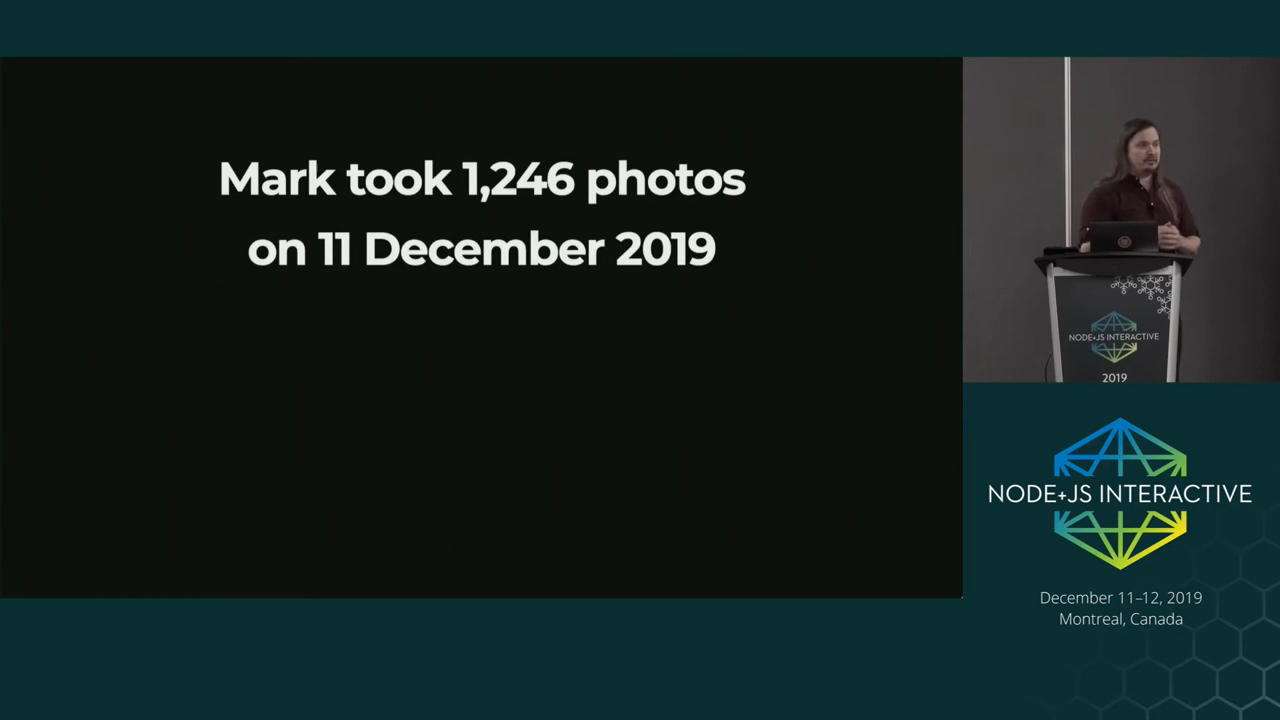 Mark took 1,246 photos
on 11 December 2019
NODE+JS INTERACTIVE
2019
NODE+JS INTERACTIVE
December 11–12, 2019
Montreal, Canada